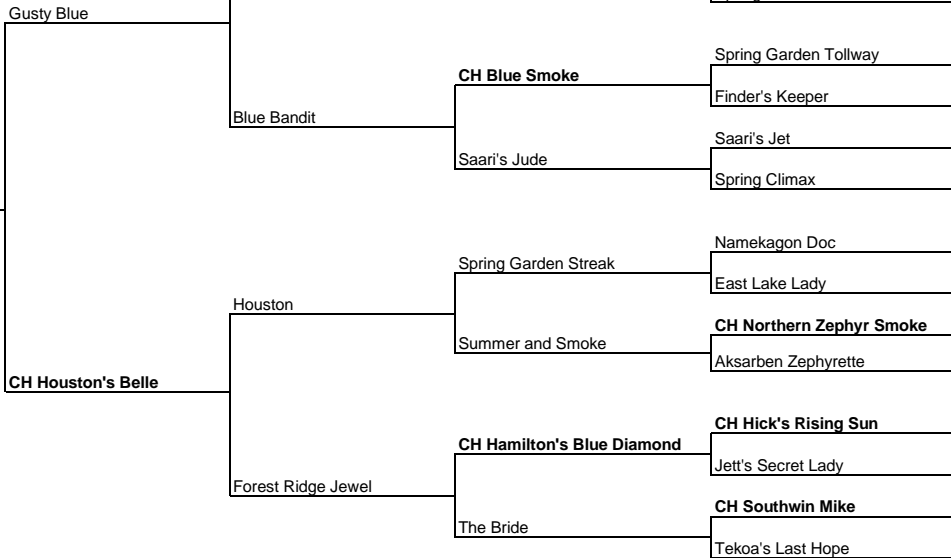 Gusty Blue
Spring Garden Tollway
CH Blue Smoke
Finder's Keeper
Blue Bandit
Saari's Jet
Saari's Jude
Spring Climax
Namekagon Doc
Spring Garden Streak
East Lake Lady
Houston
CH Northern Zephyr Smoke
Summer and Smoke
Aksarben Zephyrette
CH Houston's Belle
CH Hick's Rising Sun
CH Hamilton's Blue Diamond
Jett's Secret Lady
Forest Ridge Jewel
CH Southwin Mike
The Bride
Tekoa's Last Hope